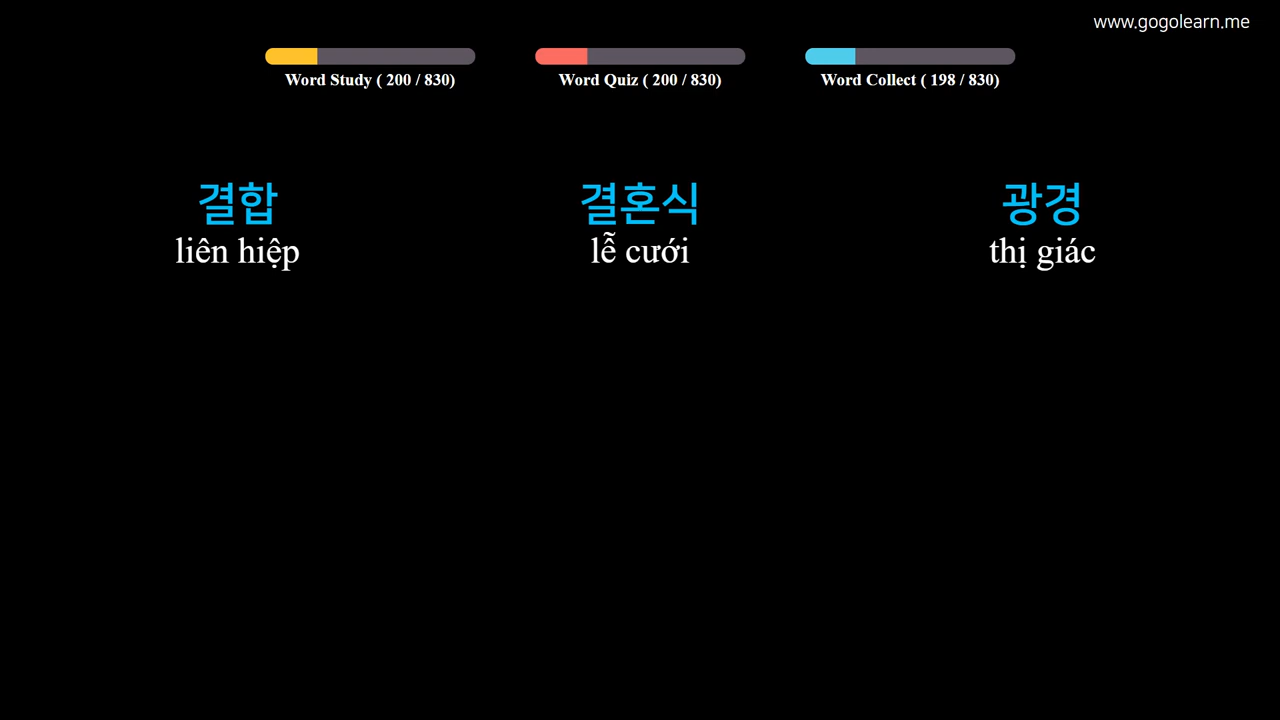 www.gogolearn.me
Word Study ( 200 / 830)
Word Quiz ( 200 / 830)
Word Collect ( 198 / 830)
결합
liên hiệp
결혼식
lễ cưới
광경
thị giác